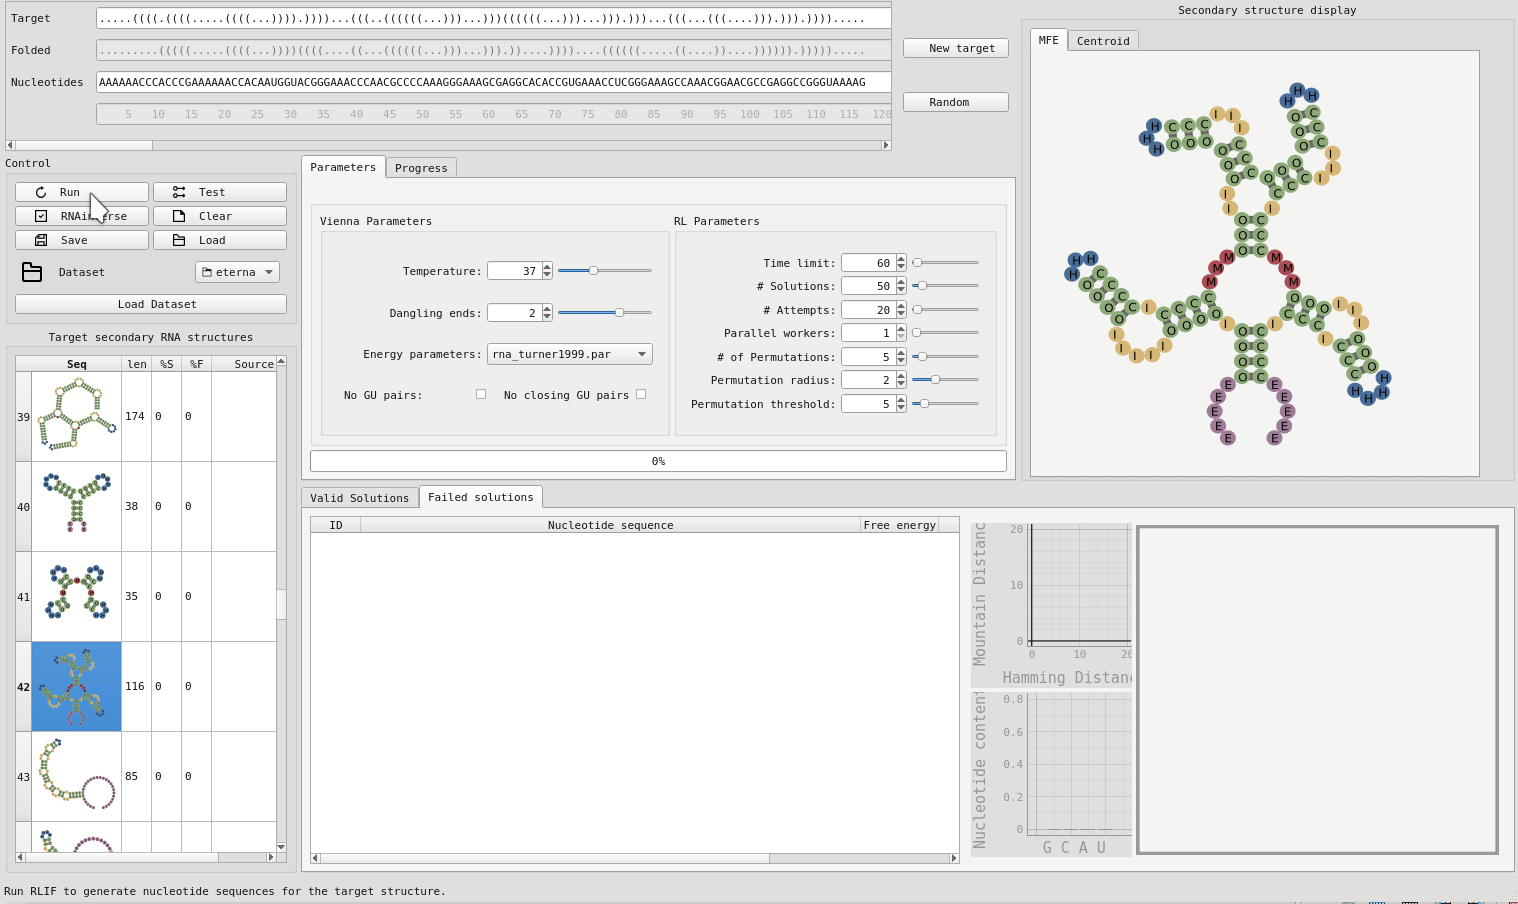 Target
.....((((.((((.....((((...)))).))))...(((..((((((...)))...)))((((((...)))...))).)))...(((...(((....))).))).)))).....
Folded
Nucleotides
AAAAAACCCACCCGAAAAAACCACAAUGGUACGGGAAACCCAACGCCCCAAAGGGAAAGCGAGGCACACCGUGAAACCUCGGGAAAGCCAAACGGAACGCCGAGGCCGGGUAAAAG
5 10 15 20 25 30 35 40 45 50 55 60 65 70 75 80 85 90 95 100 105 110 115 120
New target
Random
Control
Run
Test
Clear
Save
Load
Dataset
eterna
Load Dataset
Target secondary RNA structures
Seq len %S %F Source
39 174 0 0
40 38 0 0
41 35 0 0
42 116 0 0
43 85 0 0
Parameters Progress
Vienna Parameters
Temperature: 37
Dangling ends: 2
Energy parameters: rna_turner1999.par
No GU pairs: No closing GU pairs
RL Parameters
Time limit: 60
# Solutions: 50
# Attempts: 20
Parallel workers: 1
# of Permutations: 5
Permutation radius: 2
Permutation threshold: 5
0%
Valid Solutions Failed solutions
ID Nucleotide sequence Free energy
Mountain Distanc
20
10
0
0 10 20
Hamming Distanc
Nucleotide content
0.8
0.6
0.4
0.2
0
G C A U
Secondary structure display
MFE Centroid
Run RLIF to generate nucleotide sequences for the target structure.